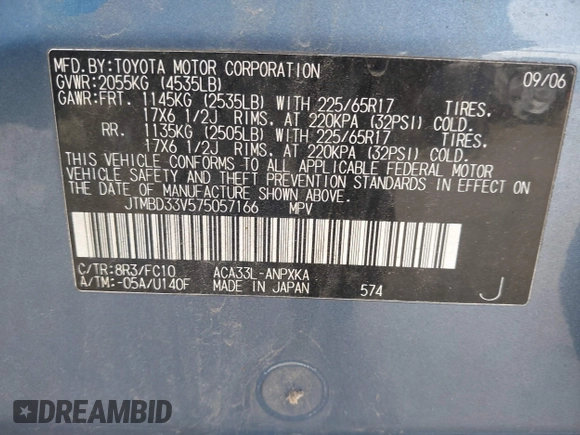 MFD.BY:TOYOTA MOTOR CORPORATION 09/06
GVWR:2055KG (4535LB)
GAWR:FRT. 1145KG (2535LB) WITH 225/65R17 TIRES.
17X6 1/2J RIMS. AT 220KPA (32PSI) COLD.
RR. 1135KG (2505LB) WITH 225/65R17 TIRES.
17X6 1/2J RIMS. AT 220KPA (32PSI) COLD.
THIS VEHICLE CONFORMS TO ALL APPLICABLE FEDERAL MOTOR
VEHICLE SAFETY AND THEFT PREVENTION STANDARDS IN EFFECT ON
THE DATE OF MANUFACTURE SHOWN ABOVE.
JTMBD33V575057166 MPV
C/TR:8R3/FC10 ACA33L-ANPXKA
A/TM:-05A/U140F MADE IN JAPAN 574 J
DREAMBID